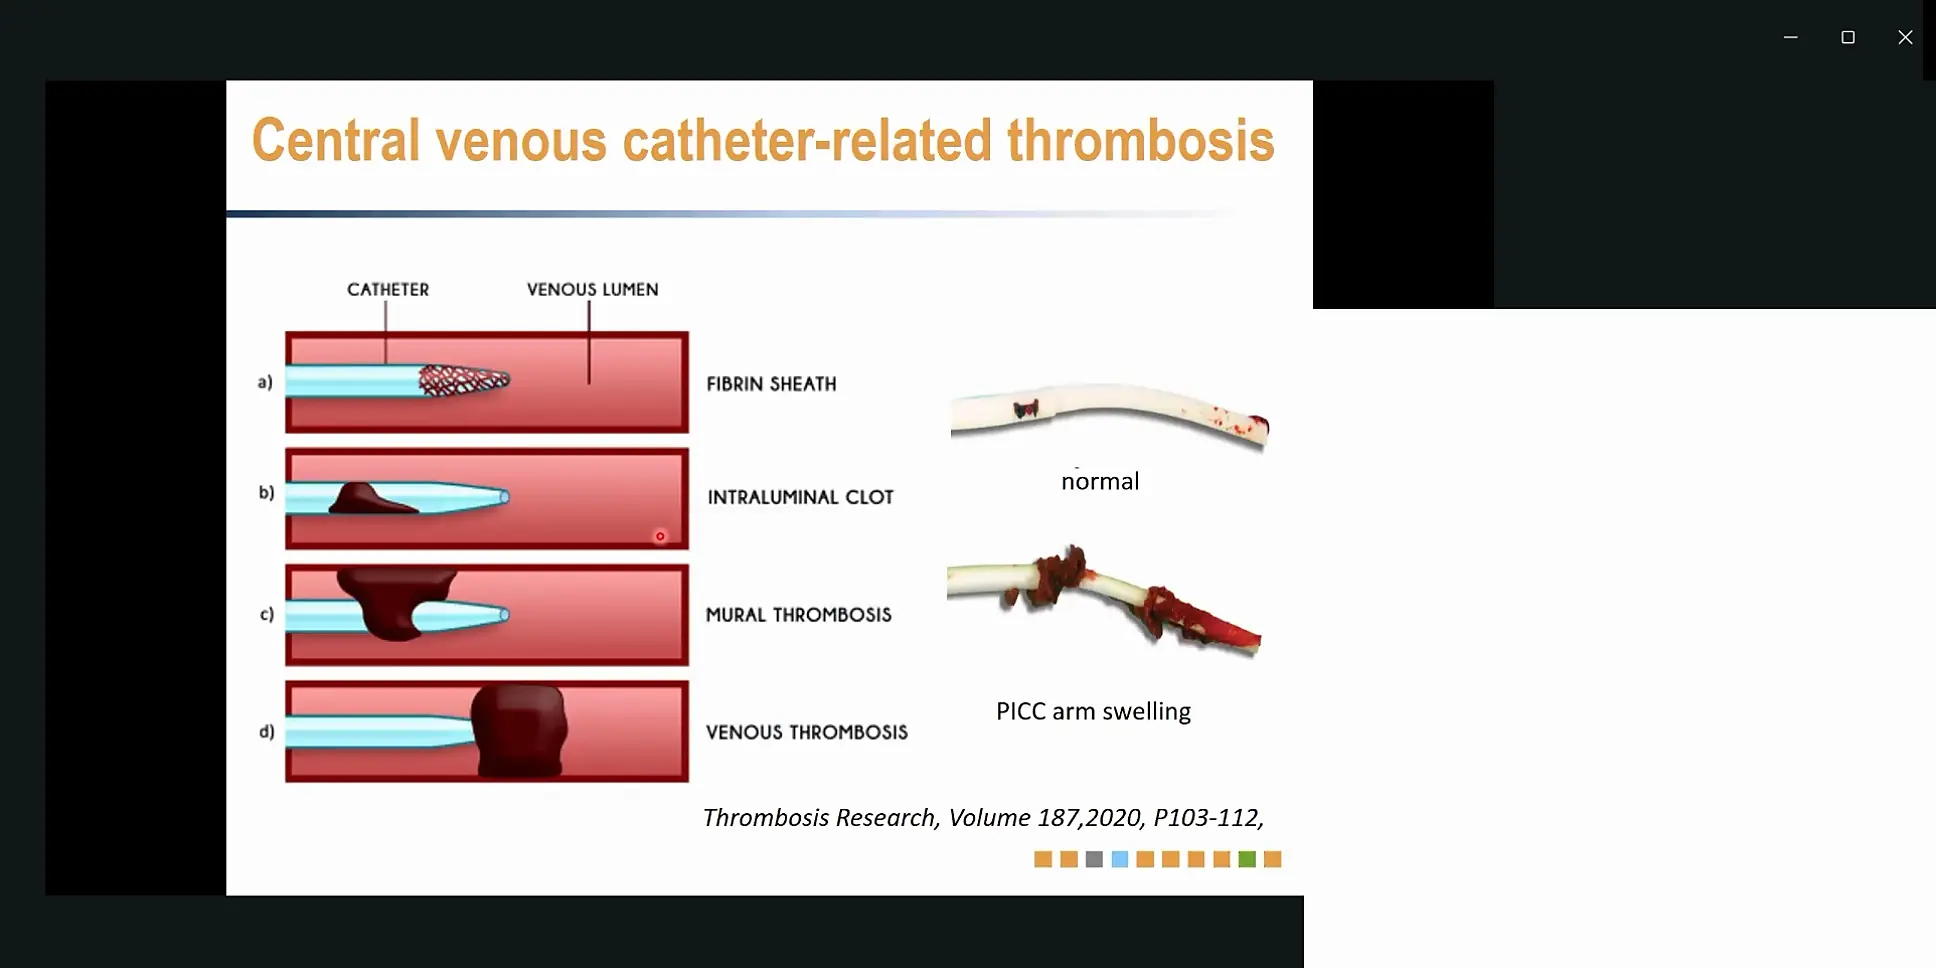 Central venous catheter-related thrombosis
CATHETER
VENOUS LUMEN
a)
FIBRIN SHEATH
b)
INTRALUMINAL CLOT
c)
MURAL THROMBOSIS
d)
VENOUS THROMBOSIS
normal
PICC arm swelling
Thrombosis Research, Volume 187,2020, P103-112,